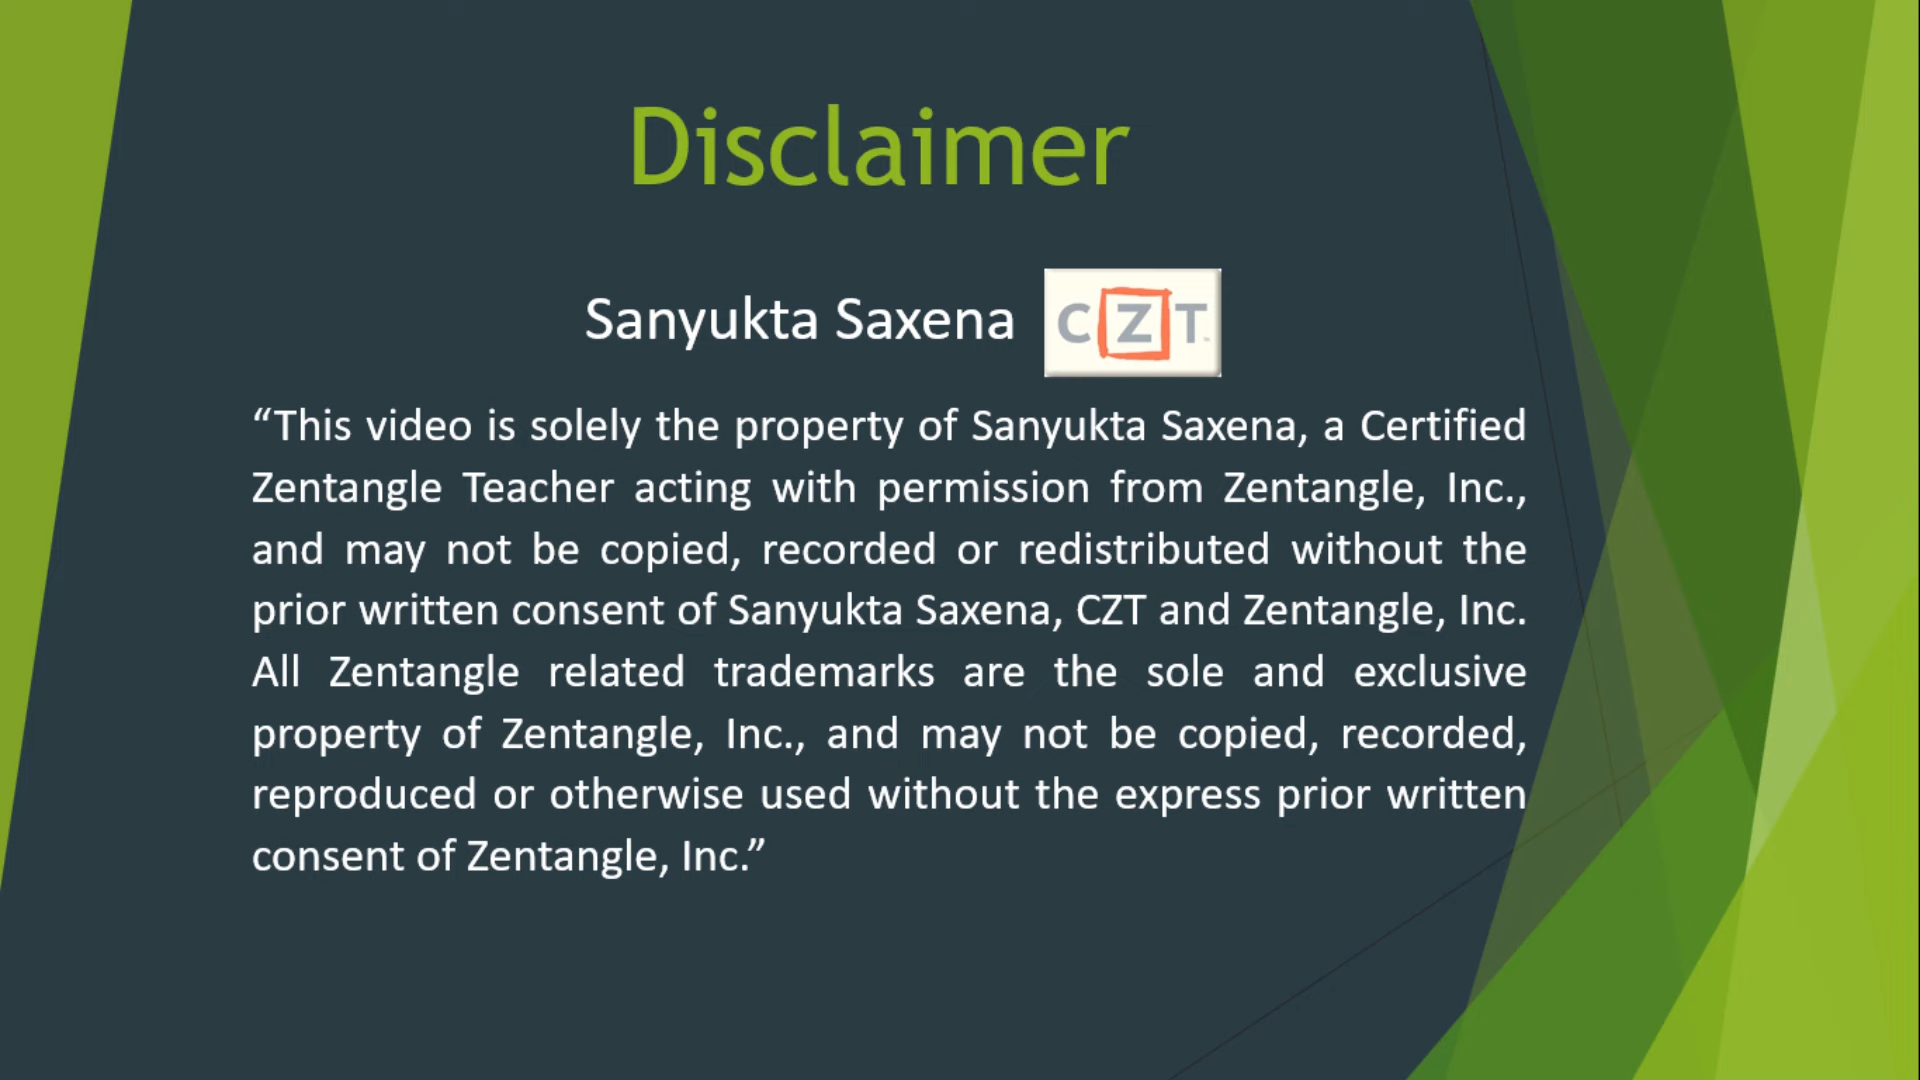 Disclaimer
Sanyukta Saxena CZT
“This video is solely the property of Sanyukta Saxena, a Certified
Zentangle Teacher acting with permission from Zentangle, Inc.,
and may not be copied, recorded or redistributed without the
prior written consent of Sanyukta Saxena, CZT and Zentangle, Inc.
All Zentangle related trademarks are the sole and exclusive
property of Zentangle, Inc., and may not be copied, recorded,
reproduced or otherwise used without the express prior written
consent of Zentangle, Inc.”